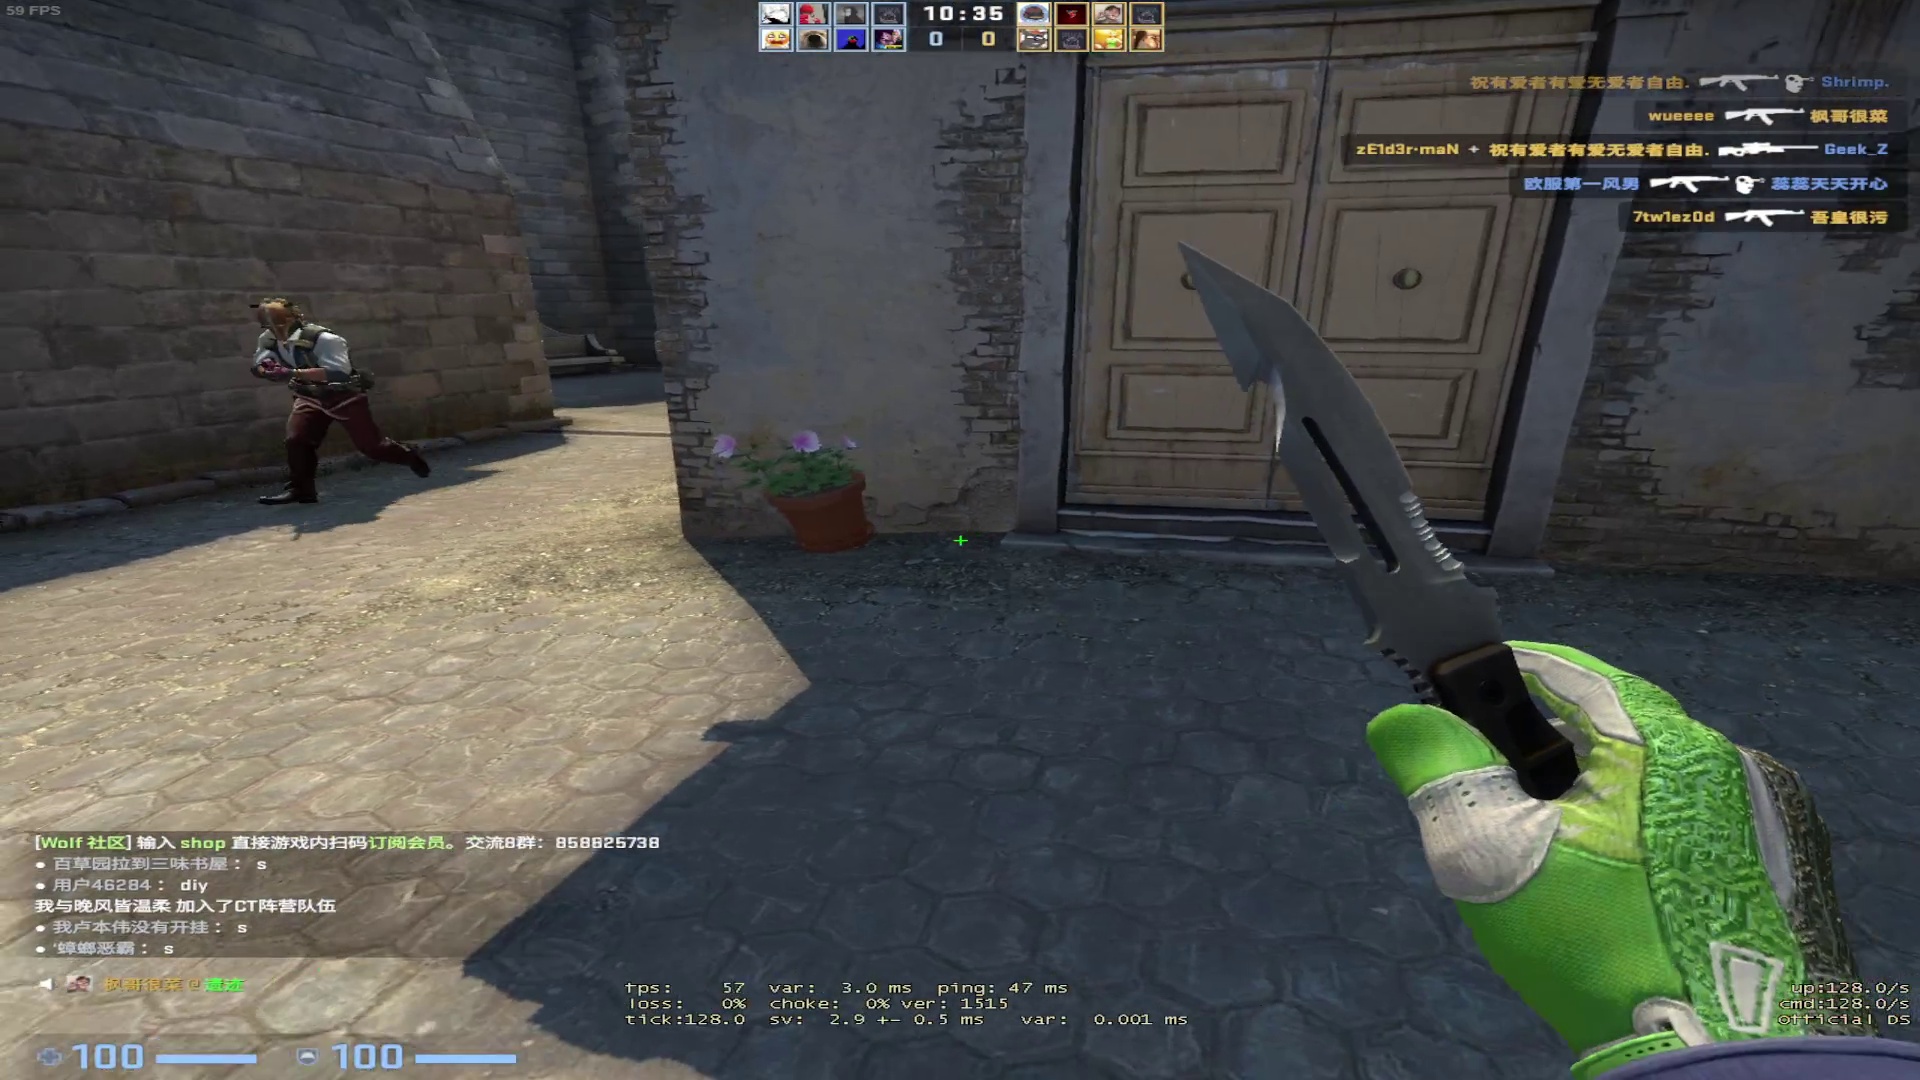 59 FPS
10:35
0 0
祝有爱者有爱无爱者自由. Shrimp.
wueeee 枫哥很菜
zE1d3r·maN + 祝有爱者有爱无爱者自由. Geek_Z
欧服第一风男 蕊蕊天天开心
7tw1ez0d 吾皇很污
[Wolf 社区] 输入 shop 直接游戏内扫码订阅会员。交流8群：858825738
● 百草园拉到三味书屋： s
● 用户46284： diy
我与晚风皆温柔 加入了CT阵营队伍
● 我卢本伟没有开挂： s
● '蟑螂恶霸： s
枫哥很菜 @ 遗迹
fps: 57 var: 3.0 ms ping: 47 ms
loss: 0% choke: 0% ver: 1515
tick:128.0 sv: 2.9 +- 0.5 ms var: 0.001 ms
up:128.0/s
cmd:128.0/s
official DS
100 100